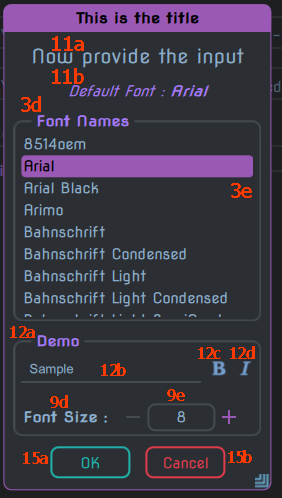 This is the title
11a
Now provide the input
11b
Default Font : Arial
3d
Font Names
8514oem
Arial
3e
Arial Black
Arimo
Bahnschrift
Bahnschrift Condensed
Bahnschrift Light
Bahnschrift Light Condensed
12a
Demo
12c 12d
Sample 12b B I
9d 9e
Font Size : — 8 +
15a OK Cancel 15b